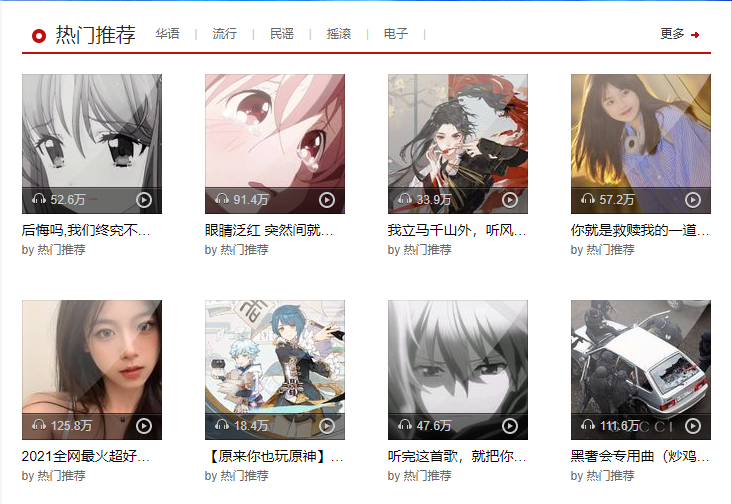 热门推荐 华语 | 流行 | 民谣 | 摇滚 | 电子 | 更多
52.6万 91.4万 33.9万 57.2万
后悔吗,我们终究不... 眼睛泛红 突然间就... 我立马千山外，听风... 你就是救赎我的一道...
by 热门推荐 by 热门推荐 by 热门推荐 by 热门推荐
125.8万 18.4万 47.6万 111.6万
2021全网最火超好... 【原来你也玩原神】... 听完这首歌，就把你... 黑奢会专用曲（炒鸡...
by 热门推荐 by 热门推荐 by 热门推荐 by 热门推荐